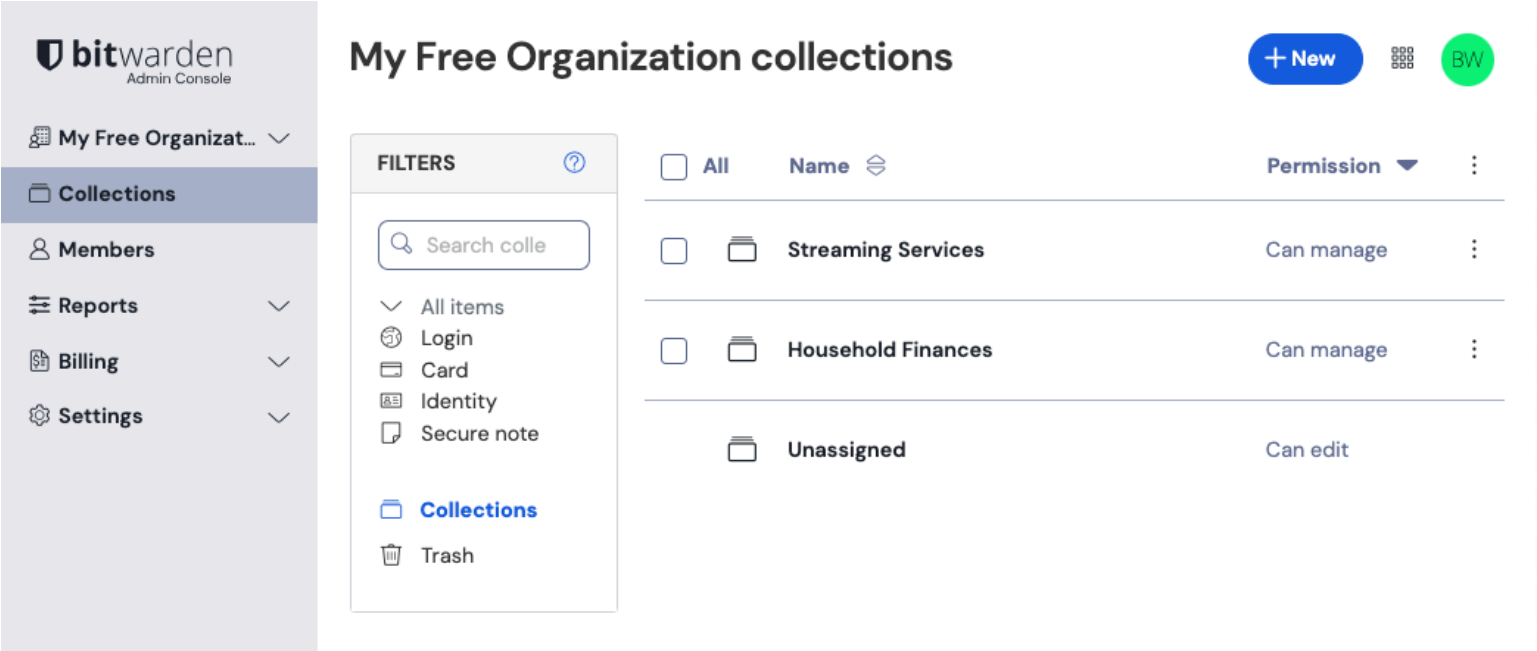 bitwarden
Admin Console
My Free Organizat...
Collections
Members
Reports
Billing
Settings
My Free Organization collections
New
BW
FILTERS
Search colle
All items
Login
Card
Identity
Secure note
Collections
Trash
All Name Permission
Streaming Services Can manage
Household Finances Can manage
Unassigned Can edit